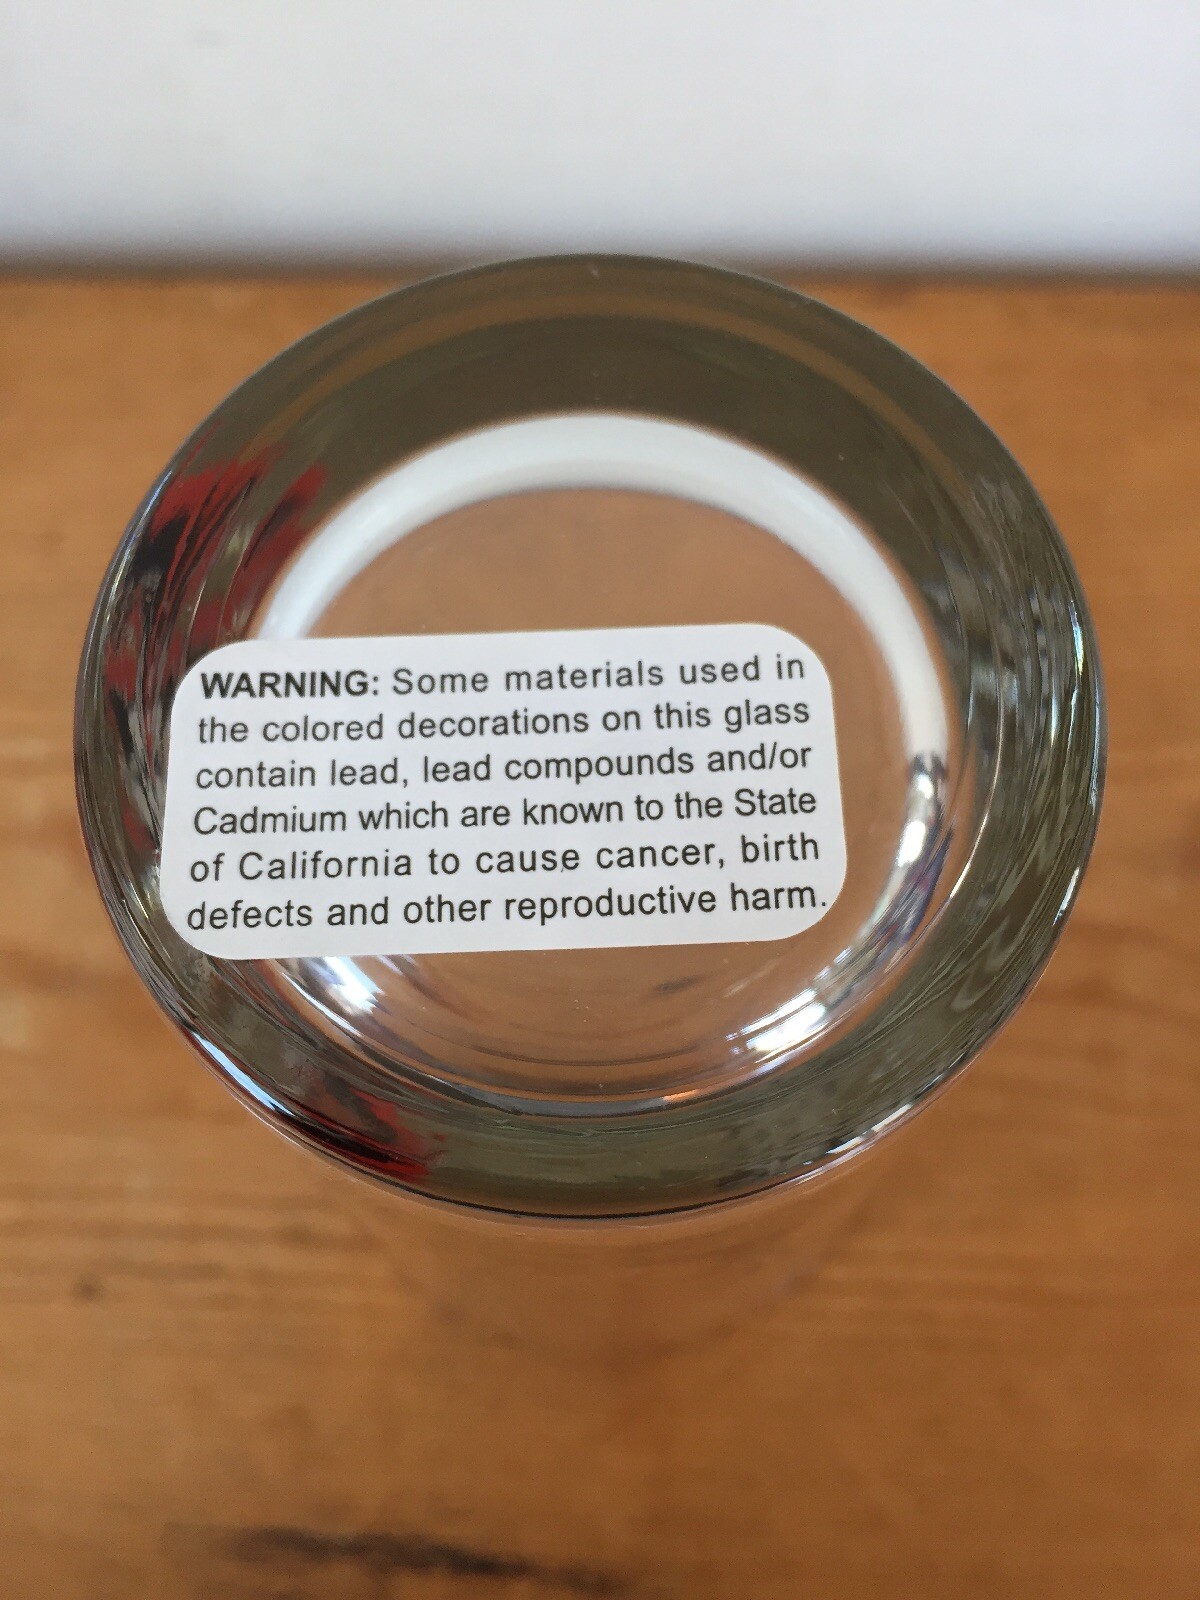 WARNING: Some materials used in
the colored decorations on this glass
contain lead, lead compounds and/or
Cadmium which are known to the State
of California to cause cancer, birth
defects and other reproductive harm.